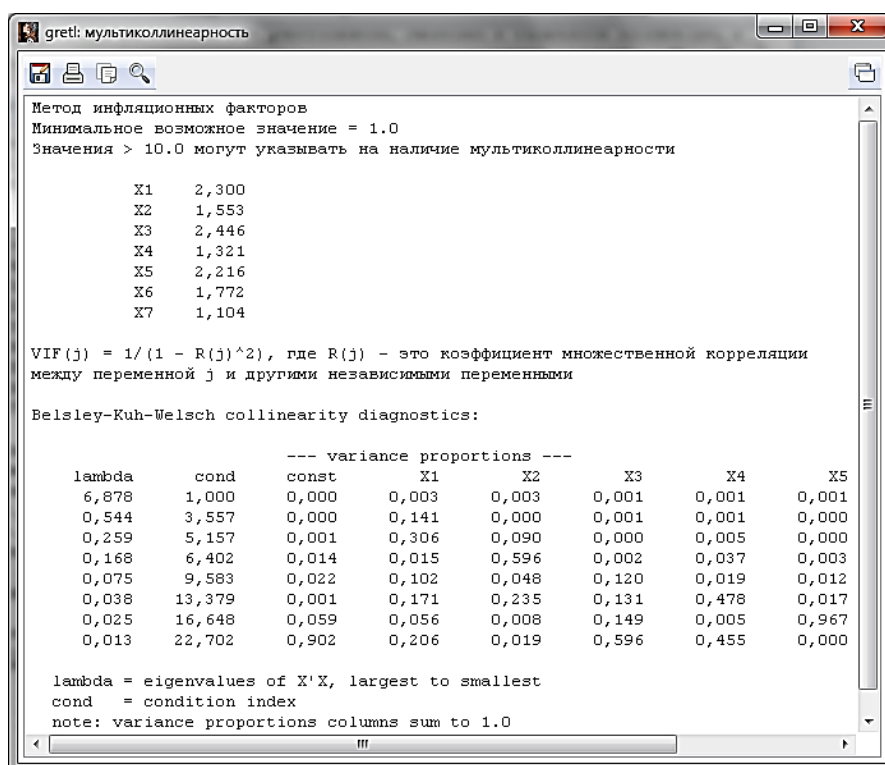 gretl: мультиколлинеарность
Метод инфляционных факторов
Минимальное возможное значение = 1.0
Значения > 10.0 могут указывать на наличие мультиколлинеарности
X1 2,300
X2 1,553
X3 2,446
X4 1,321
X5 2,216
X6 1,772
X7 1,104
VIF(j) = 1/(1 - R(j)^2), где R(j) - это коэффициент множественной корреляции
между переменной j и другими независимыми переменными
Belsley-Kuh-Welsch collinearity diagnostics:
--- variance proportions ---
lambda cond const X1 X2 X3 X4 X5
6,878 1,000 0,000 0,003 0,003 0,001 0,001 0,001
0,544 3,557 0,000 0,141 0,000 0,001 0,001 0,000
0,259 5,157 0,001 0,306 0,090 0,000 0,005 0,000
0,168 6,402 0,014 0,015 0,596 0,002 0,037 0,003
0,075 9,583 0,022 0,102 0,048 0,120 0,019 0,012
0,038 13,379 0,001 0,171 0,235 0,131 0,478 0,017
0,025 16,648 0,059 0,056 0,008 0,149 0,005 0,967
0,013 22,702 0,902 0,206 0,019 0,596 0,455 0,000
lambda = eigenvalues of X'X, largest to smallest
cond = condition index
note: variance proportions columns sum to 1.0